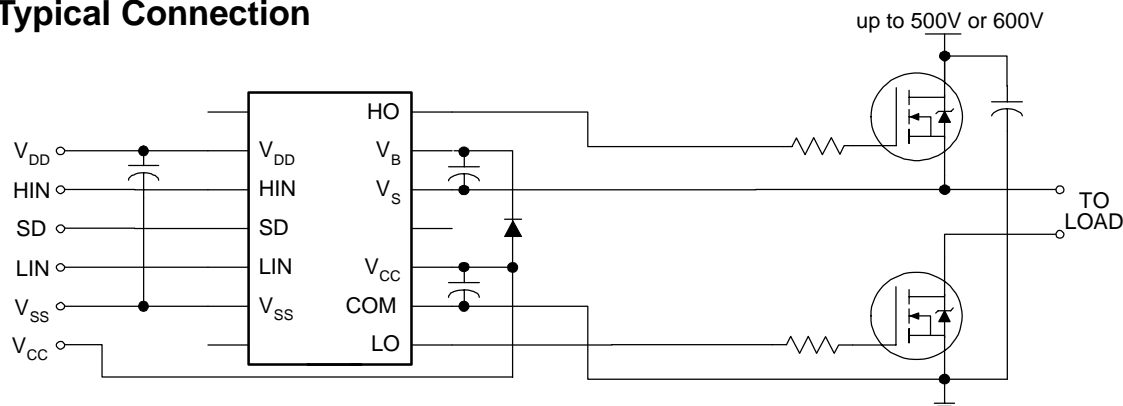 Typical Connection
up to 500V or 600V
HO
V_DD
V_DD
V_B
HIN
HIN
V_S
TO
LOAD
SD
SD
LIN
LIN
V_CC
V_SS
V_SS
COM
V_CC
LO